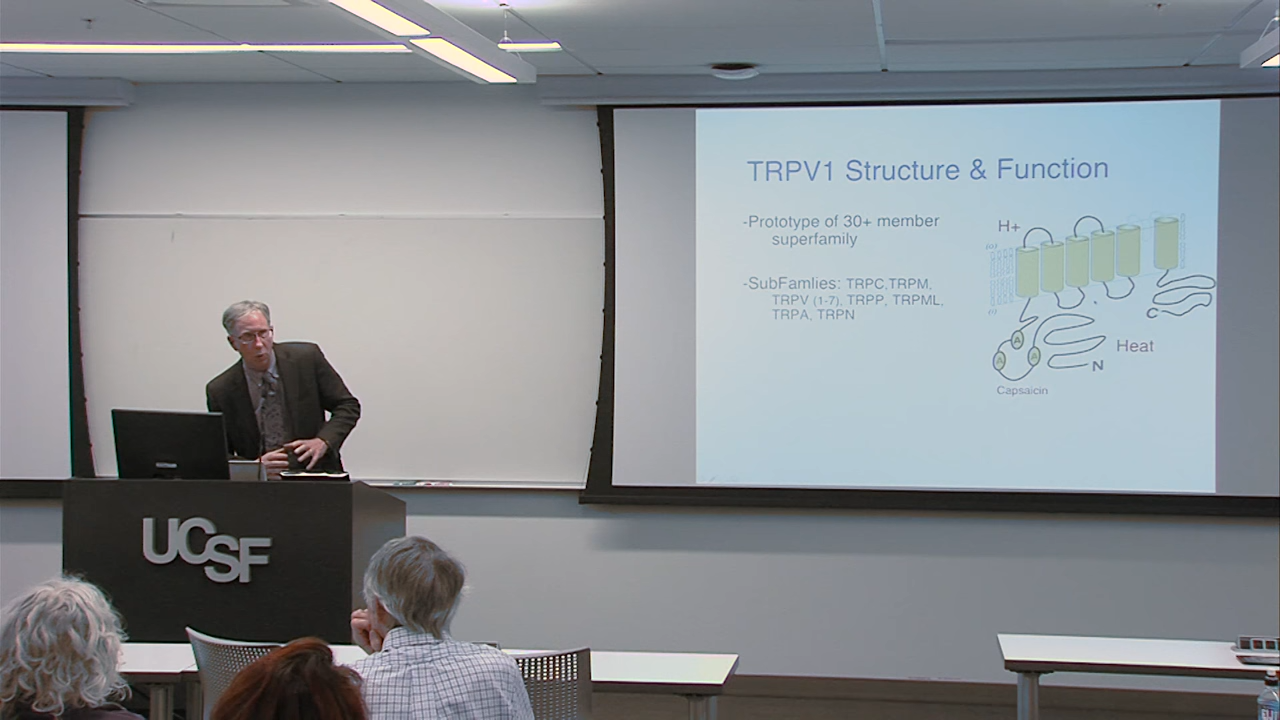 TRPV1 Structure & Function
-Prototype of 30+ member
superfamily
-SubFamlies: TRPC,TRPM,
TRPV (1-7), TRPP, TRPML,
TRPA, TRPN
H+
(o)
(i)
A
A
A
C
N
Heat
Capsaicin
UCSF